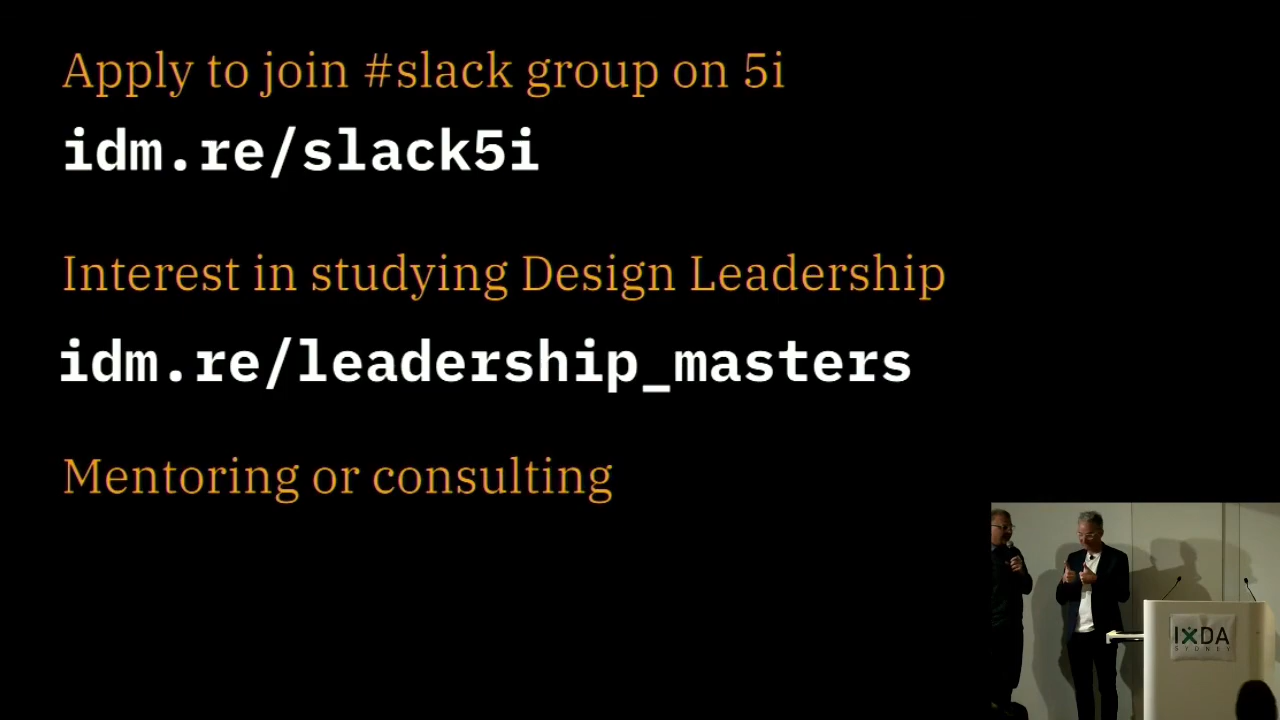 Apply to join #slack group on 5i
idm.re/slack5i
Interest in studying Design Leadership
idm.re/leadership_masters
Mentoring or consulting
IXDA
SYDNEY